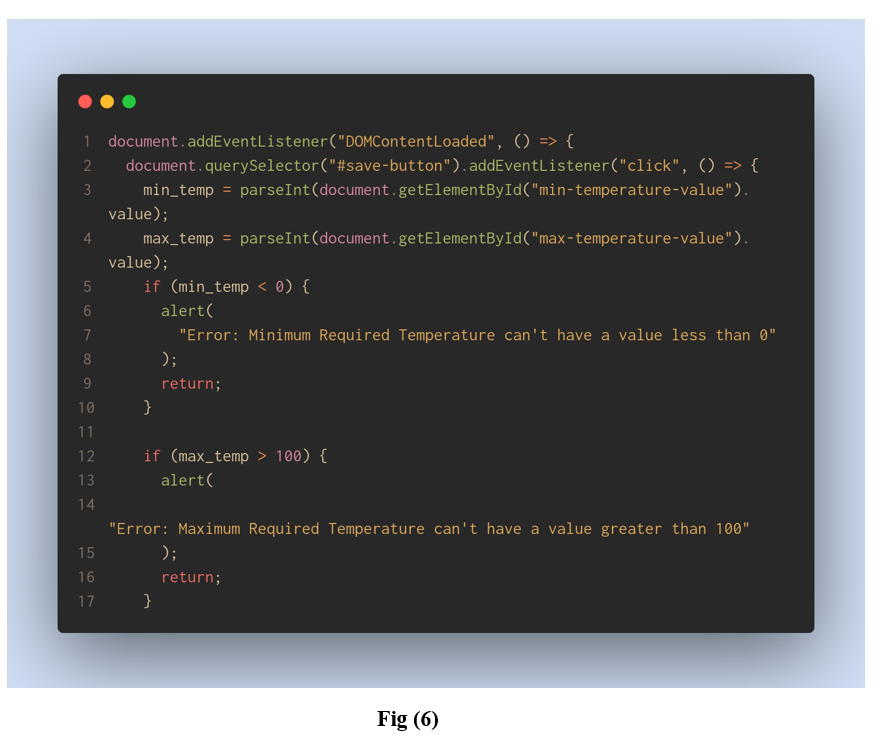 1 document.addEventListener("DOMContentLoaded", () => {
2 document.querySelector("#save-button").addEventListener("click", () => {
3 min_temp = parseInt(document.getElementById("min-temperature-value").
value);
4 max_temp = parseInt(document.getElementById("max-temperature-value").
value);
5 if (min_temp < 0) {
6 alert(
7 "Error: Minimum Required Temperature can't have a value less than 0"
8 );
9 return;
10 }
11
12 if (max_temp > 100) {
13 alert(
14
"Error: Maximum Required Temperature can't have a value greater than 100"
15 );
16 return;
17 }
Fig (6)